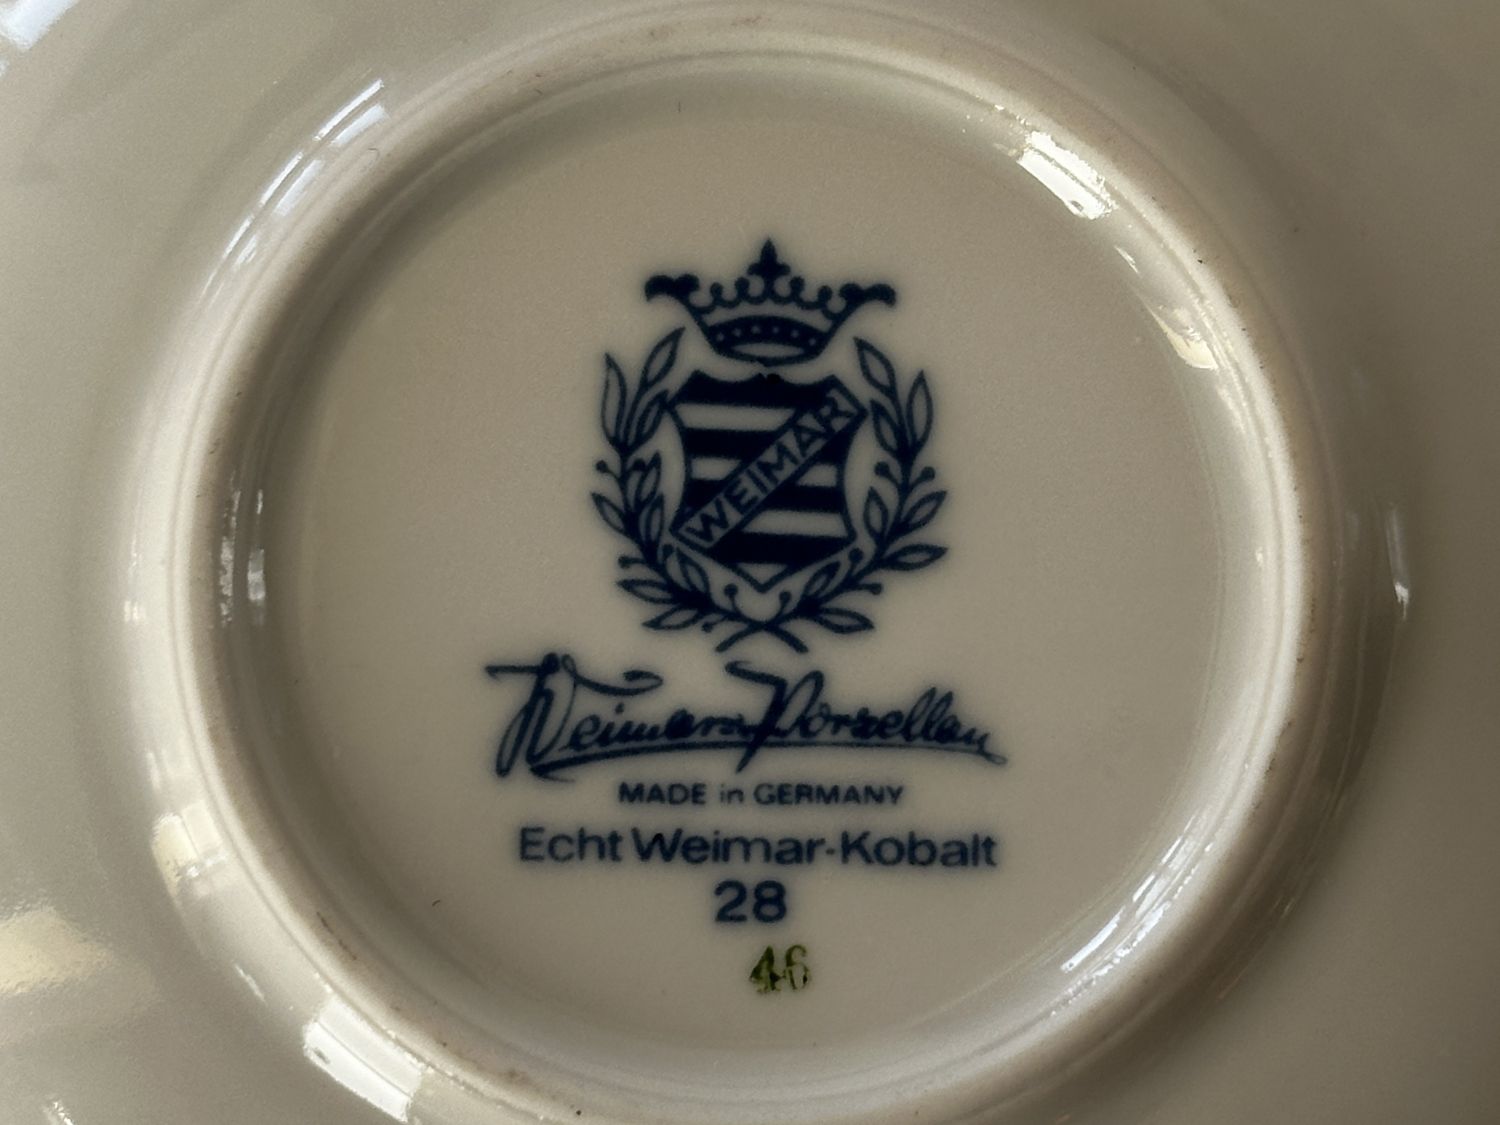 WEIMAR
Weimar Porzellan
MADE in GERMANY
Echt Weimar-Kobalt
28
46